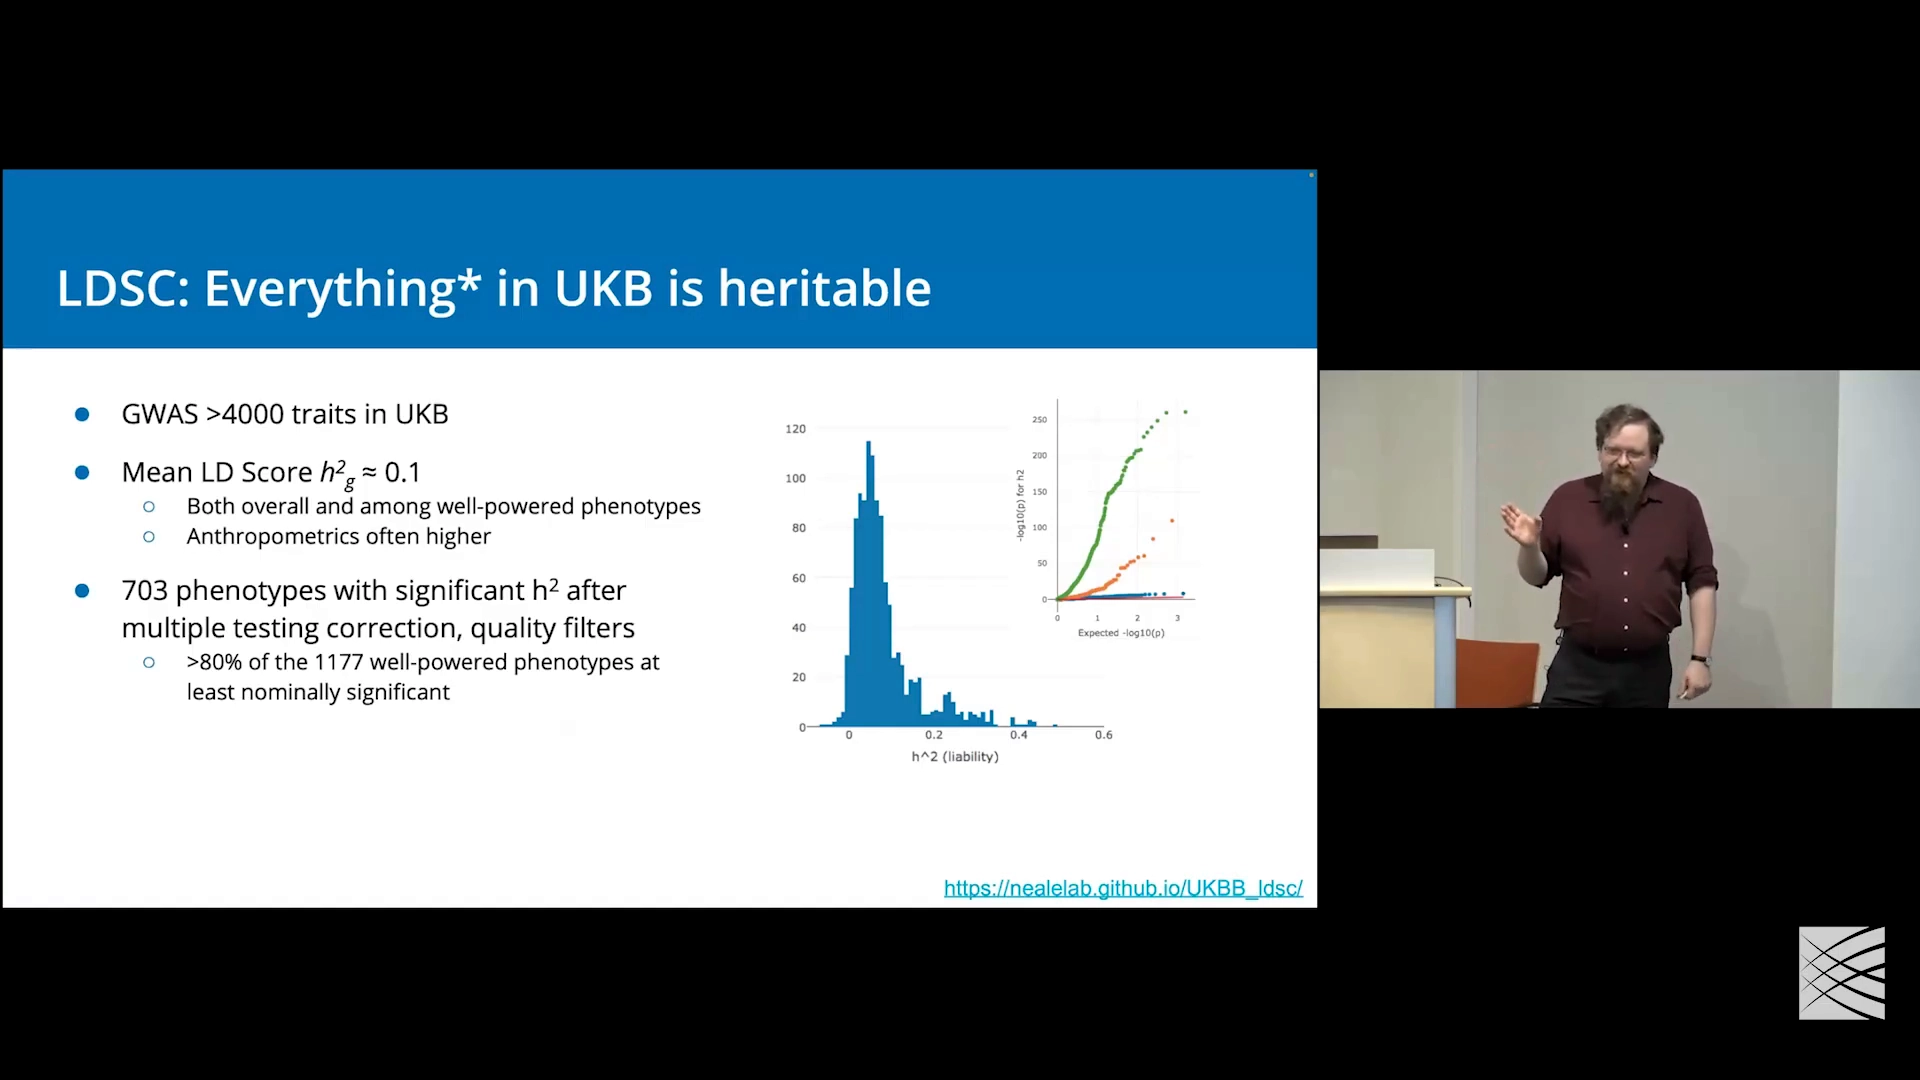 LDSC: Everything* in UKB is heritable
GWAS >4000 traits in UKB
Mean LD Score h²g ≈ 0.1
Both overall and among well-powered phenotypes
Anthropometrics often higher
703 phenotypes with significant h² after
multiple testing correction, quality filters
>80% of the 1177 well-powered phenotypes at
least nominally significant
120
100
80
60
40
20
0
0 0.2 0.4 0.6
h^2 (liability)
-log10(p) for h2
250
200
150
100
50
0
0 1 2 3
Expected -log10(p)
https://nealelab.github.io/UKBB_ldsc/